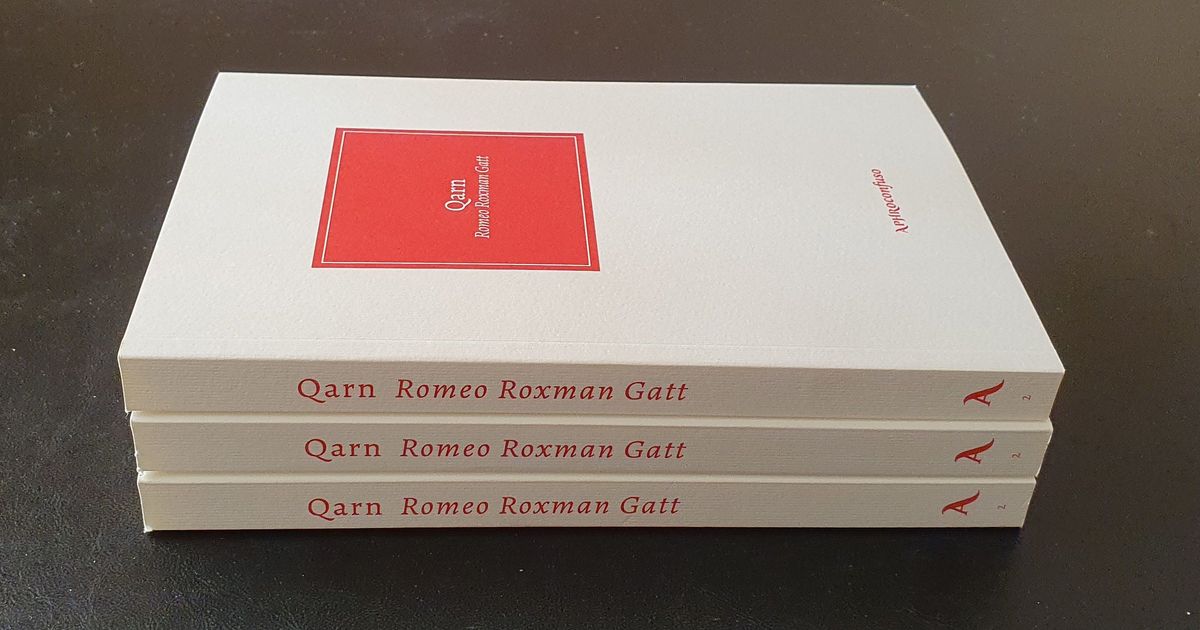 Qarn
Romeo Roxman Gatt
APHROconfuso
Qarn Romeo Roxman Gatt A 2
Qarn Romeo Roxman Gatt A 2
Qarn Romeo Roxman Gatt A 2